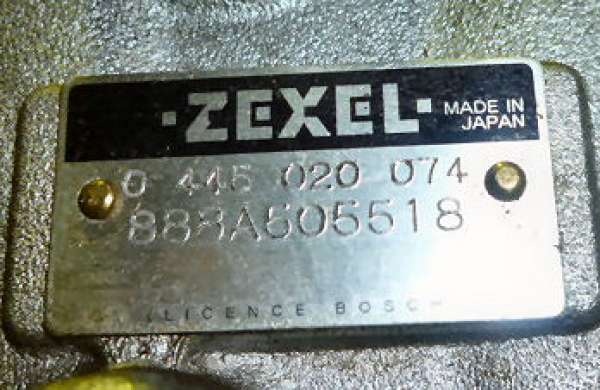 ·ZEXEL·
MADE IN
JAPAN
0 445 020 074
888A505518
LICENCE BOSCH